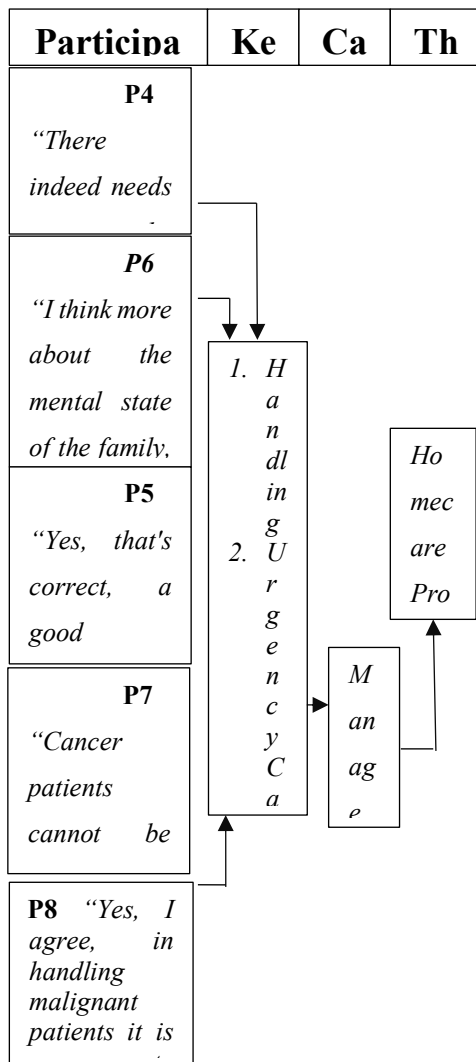 Participa Ke Ca Th
P4
“There
indeed needs
P6
“I think more
about the
mental state
of the family,
P5
“Yes, that's
correct, a
good
P7
“Cancer
patients
cannot be
P8 “Yes, I
agree, in
handling
malignant
patients it is
1. H
a
n
dl
in
g
2. U
r
g
e
n
c
y
C
a
M
an
ag
e
Ho
mec
are
Pro